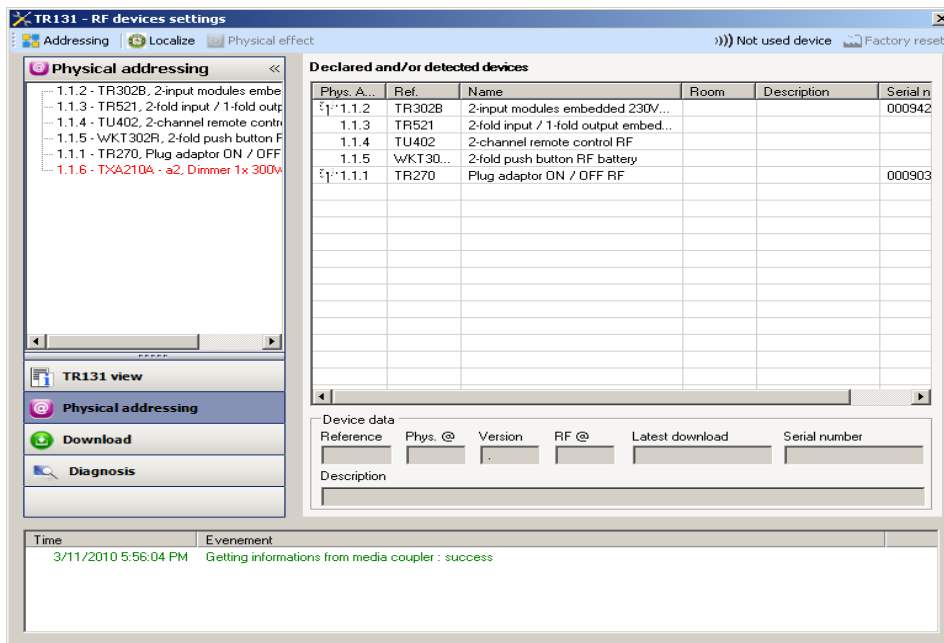 TR131 - RF devices settings
Addressing Localize Physical effect ))) Not used device Factory reset
Physical addressing <<
1.1.2 - TR302B, 2-input modules embe
1.1.3 - TR521, 2-fold input / 1-fold outp
1.1.4 - TU402, 2-channel remote contr
1.1.5 - WKT302R, 2-fold push button F
1.1.1 - TR270, Plug adaptor ON / OFF
1.1.6 - TXA210A - a2, Dimmer 1x 300W
TR131 view
Physical addressing
Download
Diagnosis
Declared and/or detected devices
Phys. A... Ref. Name Room Description Serial n
1.1.2 TR302B 2-input modules embedded 230V... 000942
1.1.3 TR521 2-fold input / 1-fold output embed...
1.1.4 TU402 2-channel remote control RF
1.1.5 WKT30... 2-fold push button RF battery
1.1.1 TR270 Plug adaptor ON / OFF RF 000903
Device data
Reference Phys. @ Version RF @ Latest download Serial number
.
Description
Time Evenement
3/11/2010 5:56:04 PM Getting informations from media coupler : success